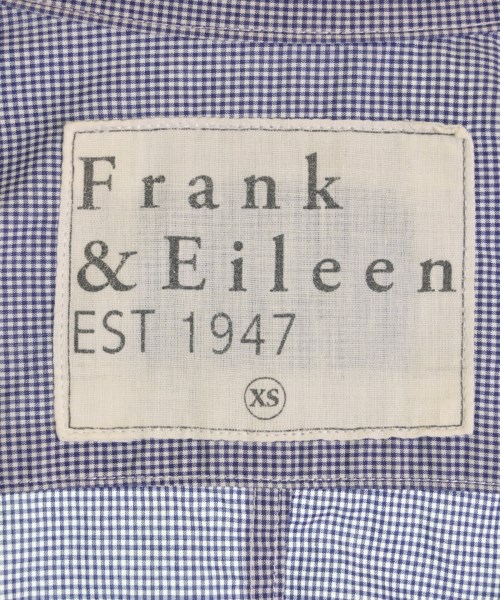 Frank
& Eileen
EST 1947
XS